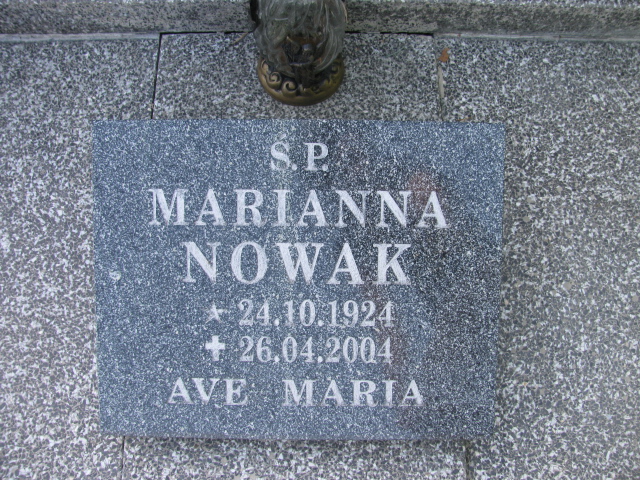 Ś.P.
MARIANNA
NOWAK
* 24.10.1924
✝ 26.04.2004
AVE MARIA